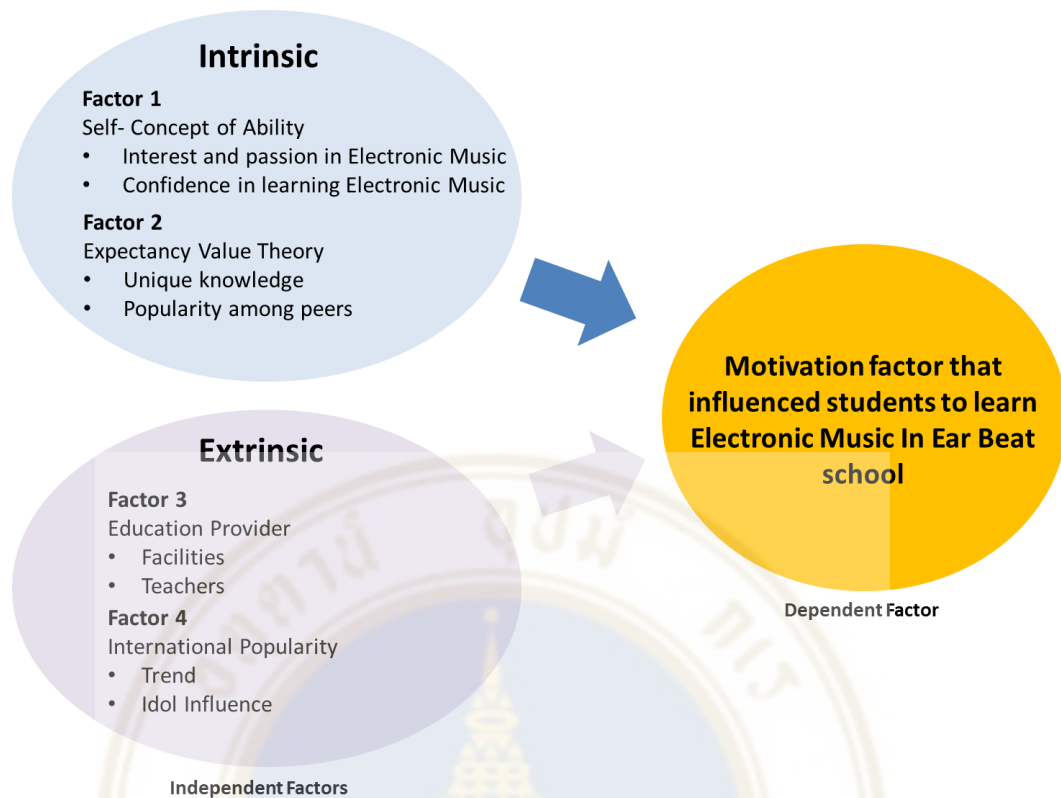 Intrinsic
Factor 1
Self- Concept of Ability
• Interest and passion in Electronic Music
• Confidence in learning Electronic Music
Factor 2
Expectancy Value Theory
• Unique knowledge
• Popularity among peers
Extrinsic
Factor 3
Education Provider
• Facilities
• Teachers
Factor 4
International Popularity
• Trend
• Idol Influence
Independent Factors
Motivation factor that
influenced students to learn
Electronic Music In Ear Beat
school
Dependent Factor